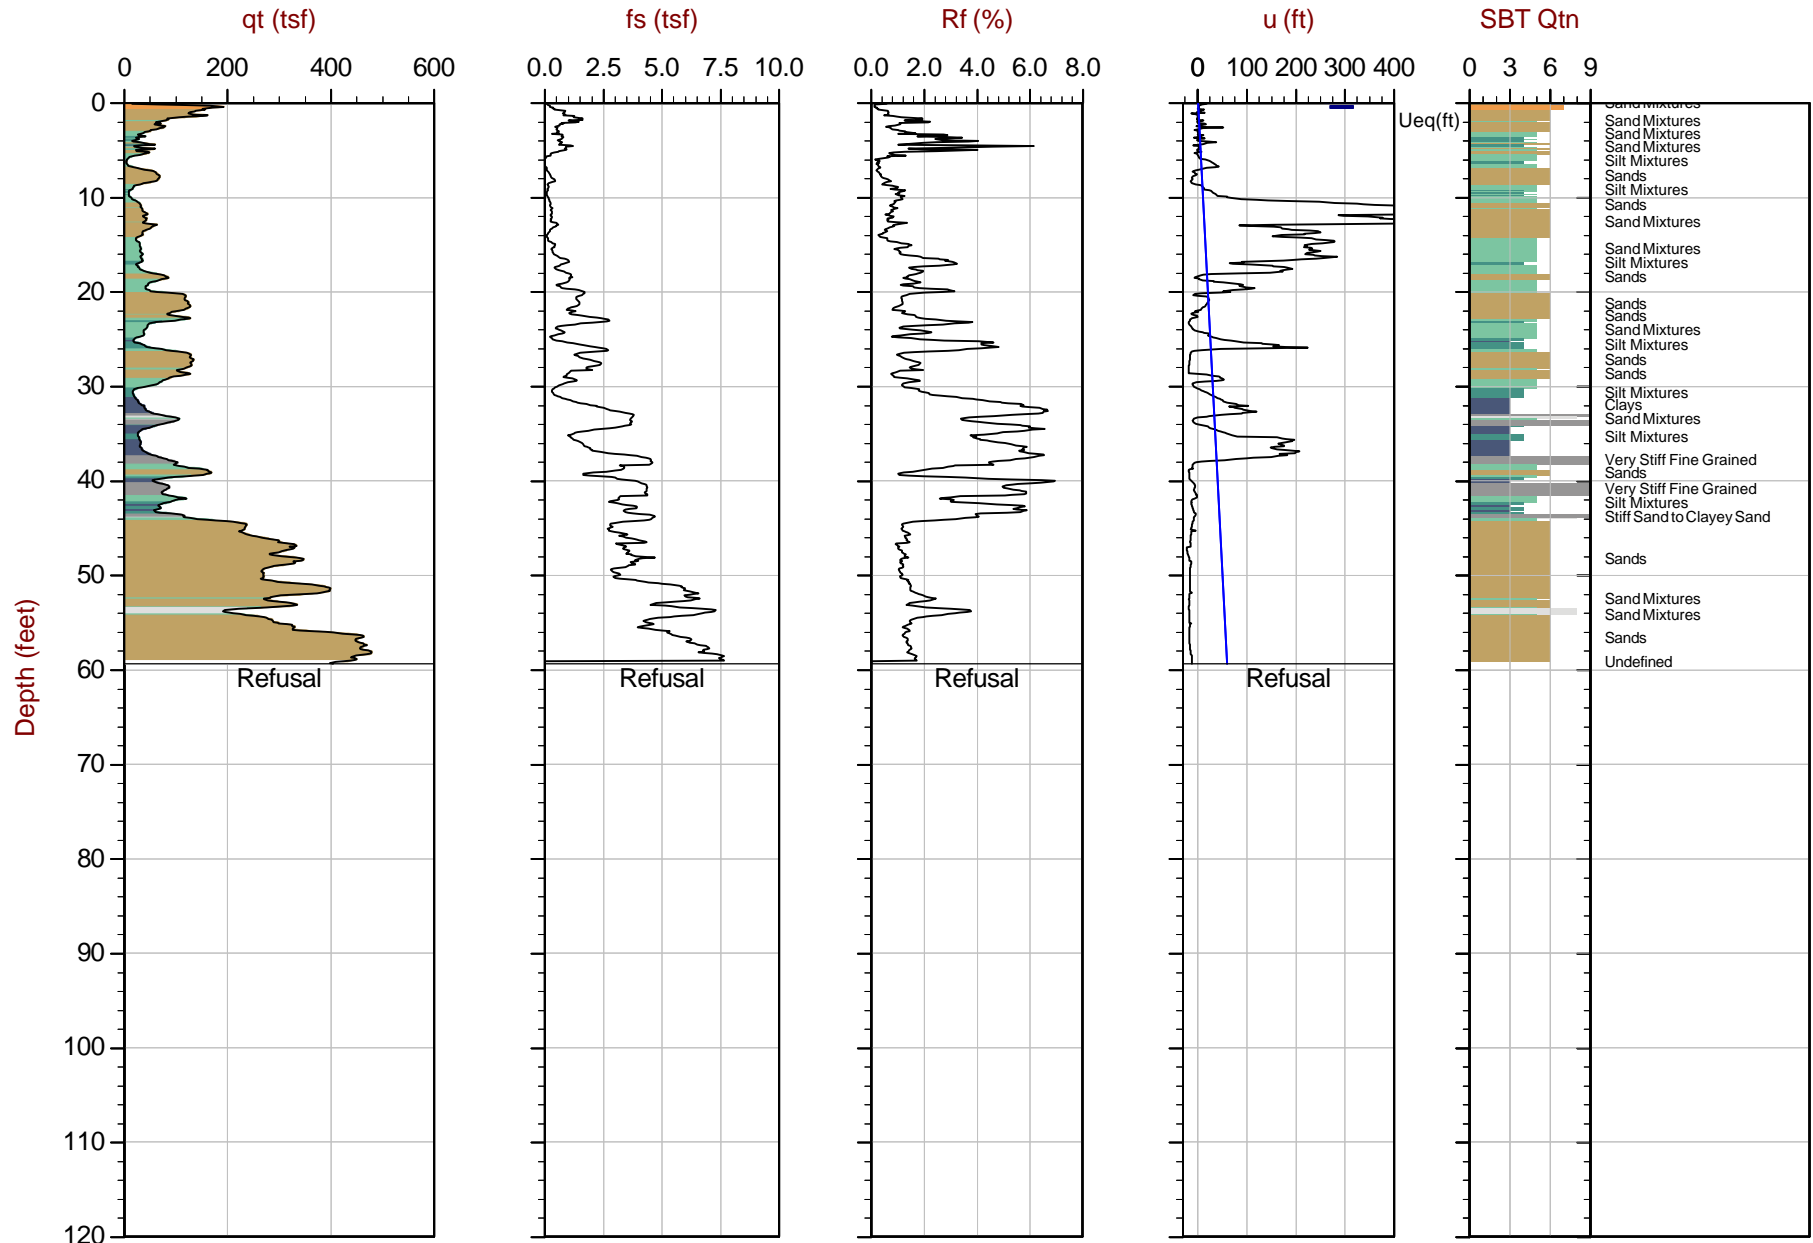 qt (tsf) fs (tsf) Rf (%) u (ft) SBT Qtn
0 200 400 600 0.0 2.5 5.0 7.5 10.0 0.0 2.0 4.0 6.0 8.0 0 100 200 300 400 0 3 6 9
0
Sand Mixtures
Ueq(ft)
Sand Mixtures
Sand Mixtures
Sand Mixtures
Silt Mixtures
Sands
Silt Mixtures
10
Sands
Sand Mixtures
Sand Mixtures
Silt Mixtures
Sands
20
Sands
Sands
Sand Mixtures
Silt Mixtures
Sands
Sands
30
Silt Mixtures
Clays
Sand Mixtures
Silt Mixtures
Very Stiff Fine Grained
Sands
40
Very Stiff Fine Grained
Silt Mixtures
Stiff Sand to Clayey Sand
Sands
50
Sand Mixtures
Sand Mixtures
Sands
Undefined
60
Refusal Refusal Refusal Refusal
Depth (feet)
70
80
90
100
110
120